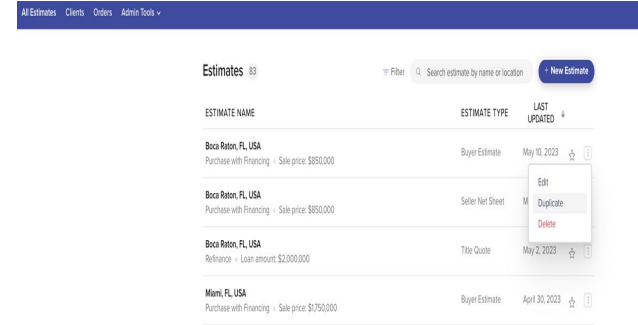 All Estimates Clients Orders Admin Tools
Estimates 83 Filter Search estimate by name or location + New Estimate
ESTIMATE NAME ESTIMATE TYPE LAST UPDATED
Boca Raton, FL, USA
Purchase with Financing • Sale price: $850,000
Buyer Estimate May 10, 2023
Edit
Duplicate
Delete
Boca Raton, FL, USA
Purchase with Financing • Sale price: $850,000
Seller Net Sheet M
Boca Raton, FL, USA
Refinance • Loan amount: $2,000,000
Title Quote May 2, 2023
Miami, FL, USA
Purchase with Financing • Sale price: $1,750,000
Buyer Estimate April 30, 2023